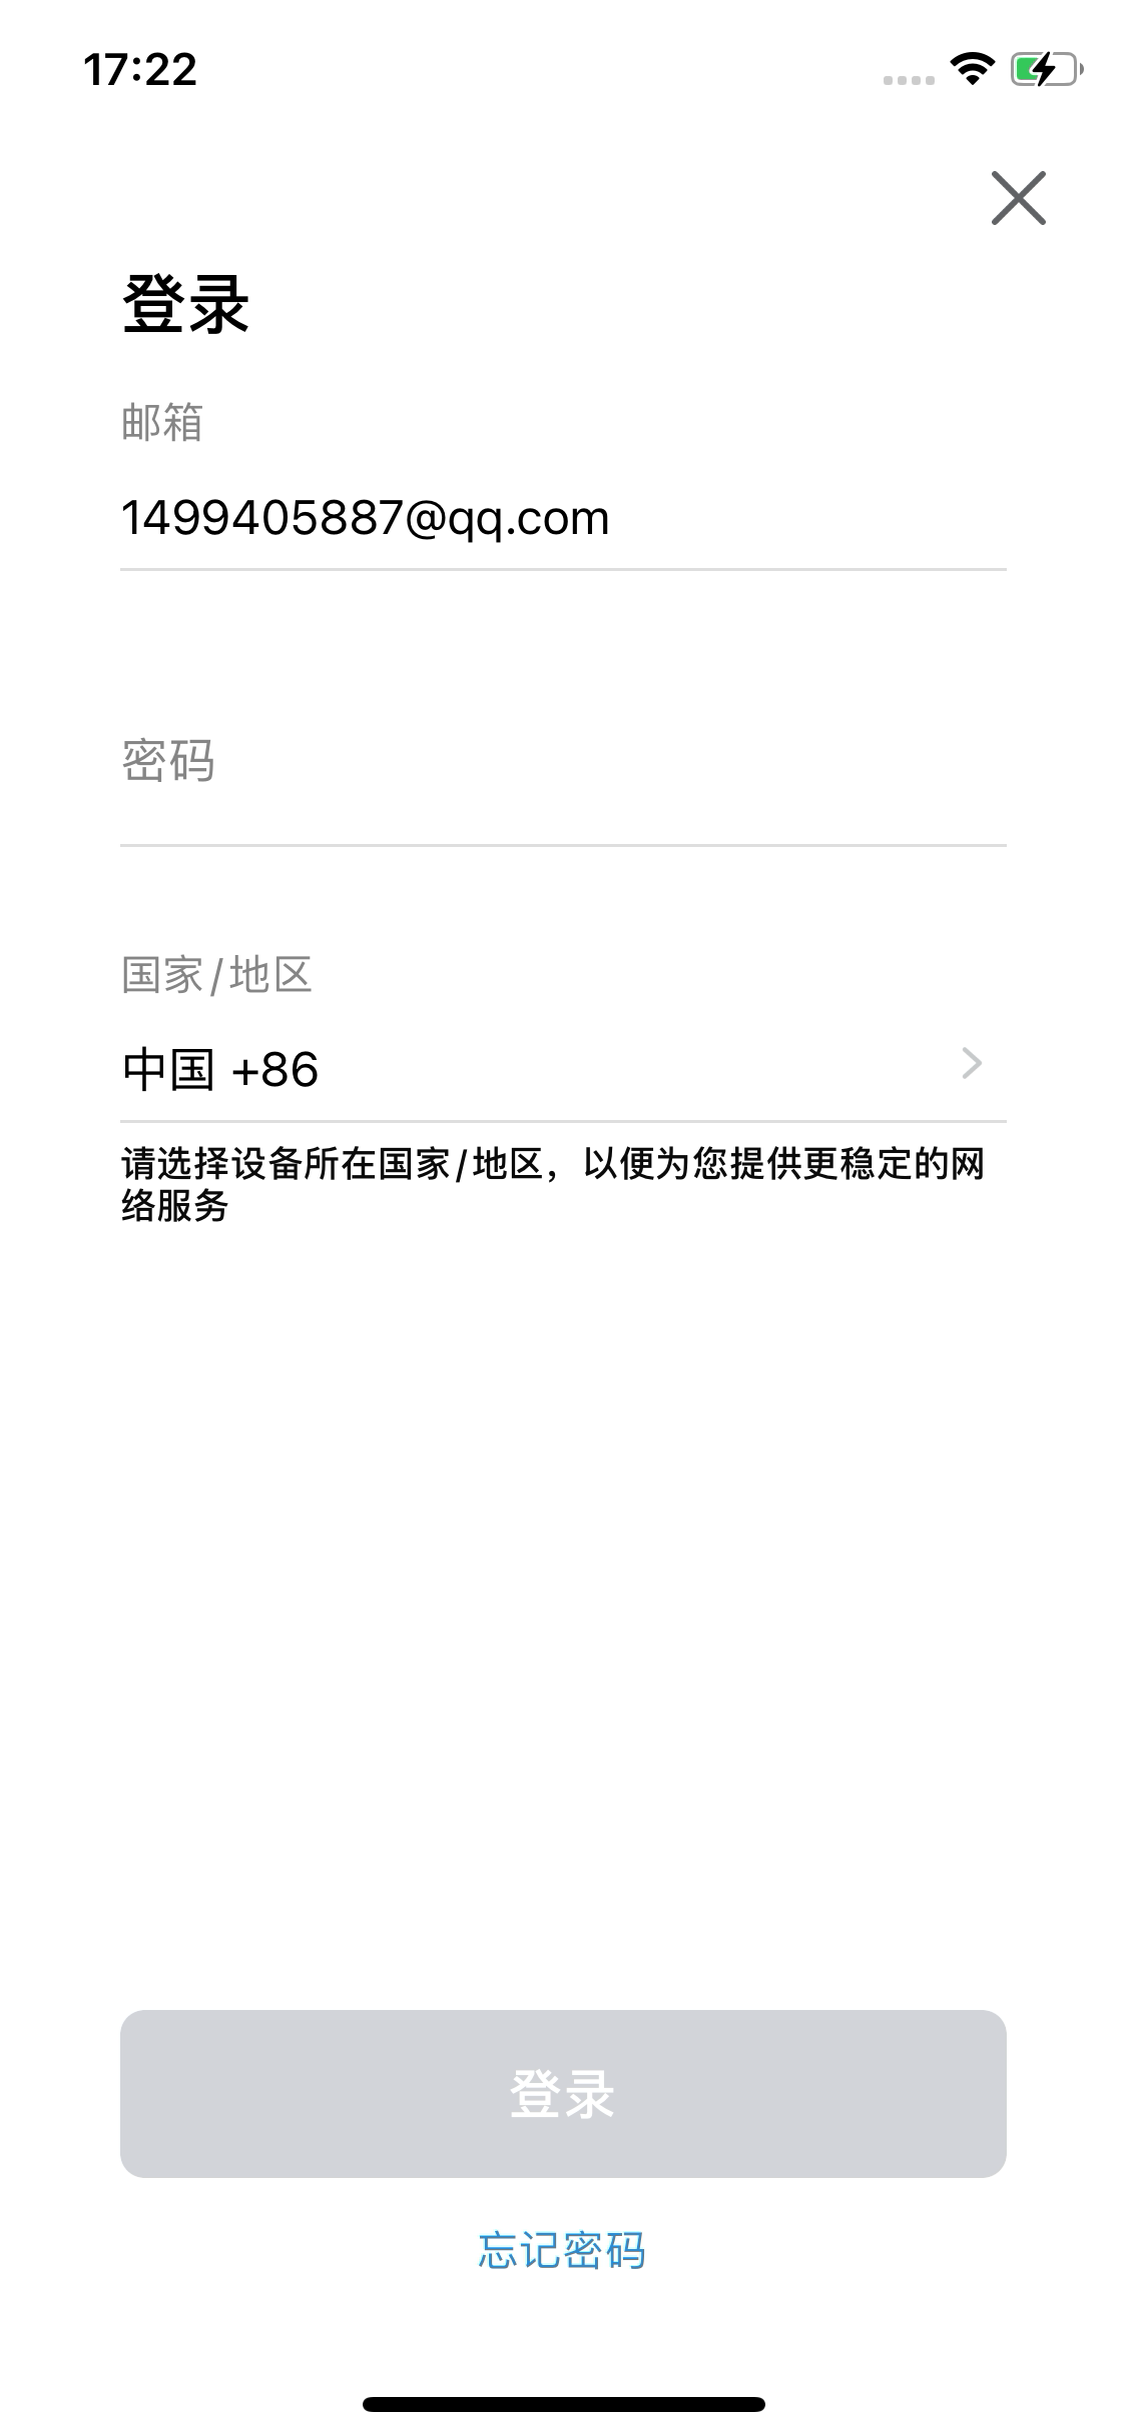 17:22
登录
邮箱
1499405887@qq.com
密码
国家/地区
中国 +86
请选择设备所在国家/地区，以便为您提供更稳定的网
络服务
登录
忘记密码